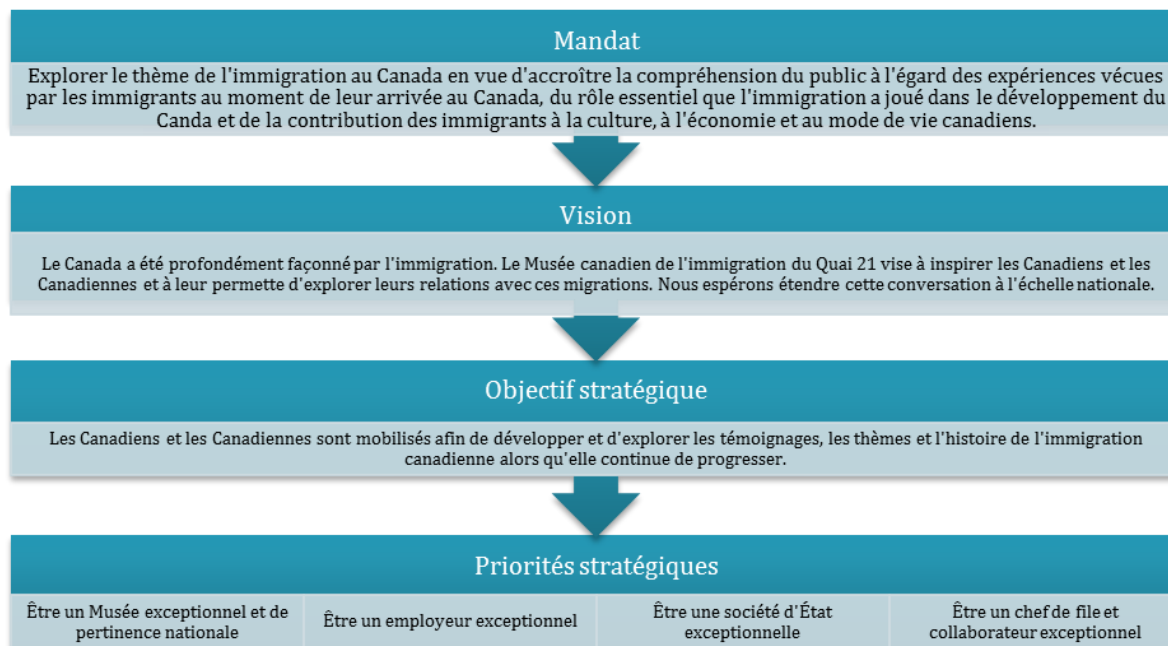 Mandat
Explorer le thème de l'immigration au Canada en vue d'accroître la compréhension du public à l'égard des expériences vécues
par les immigrants au moment de leur arrivée au Canada, du rôle essentiel que l'immigration a joué dans le développement du
Canda et de la contribution des immigrants à la culture, à l'économie et au mode de vie canadiens.
Vision
Le Canada a été profondément façonné par l'immigration. Le Musée canadien de l'immigration du Quai 21 vise à inspirer les Canadiens et les
Canadiennes et à leur permette d'explorer leurs relations avec ces migrations. Nous espérons étendre cette conversation à l'échelle nationale.
Objectif stratégique
Les Canadiens et les Canadiennes sont mobilisés afin de développer et d'explorer les témoignages, les thèmes et l'histoire de l'immigration
canadienne alors qu'elle continue de progresser.
Priorités stratégiques
Être un Musée exceptionnel et de
pertinence nationale
Être un employeur exceptionnel
Être une société d'État
exceptionnelle
Être un chef de file et
collaborateur exceptionnel